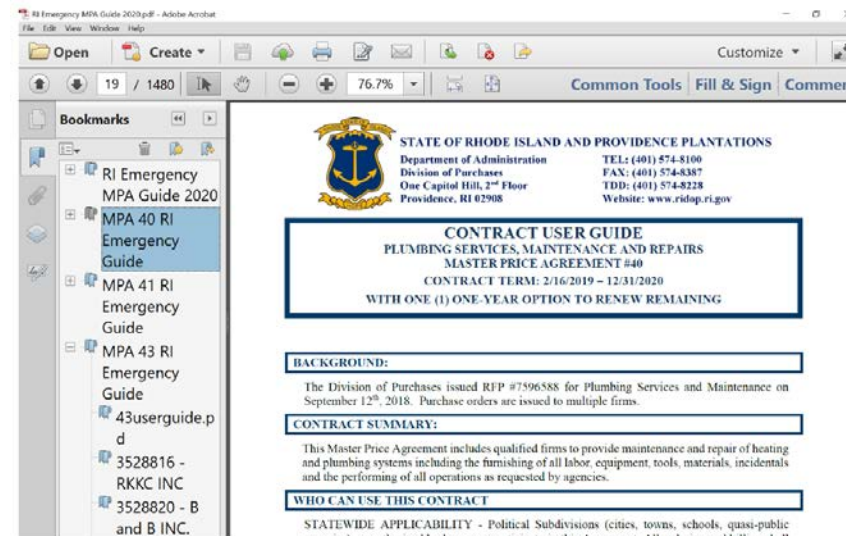 RI Emergency MPA Guide 2020.pdf - Adobe Acrobat
File Edit View Window Help
Open Create Customize
19 / 1480 76.7% Common Tools Fill & Sign Commen
Bookmarks
RI Emergency
MPA Guide 2020
MPA 40 RI
Emergency
Guide
MPA 41 RI
Emergency
Guide
MPA 43 RI
Emergency
Guide
43userguide.p
d
3528816 -
RKKC INC
3528820 - B
and B INC.
STATE OF RHODE ISLAND AND PROVIDENCE PLANTATIONS
Department of Administration TEL: (401) 574-8100
Division of Purchases FAX: (401) 574-8387
One Capitol Hill, 2nd Floor TDD: (401) 574-8228
Providence, RI 02908 Website: www.ridop.ri.gov
CONTRACT USER GUIDE
PLUMBING SERVICES, MAINTENANCE AND REPAIRS
MASTER PRICE AGREEMENT #40
CONTRACT TERM: 2/16/2019 – 12/31/2020
WITH ONE (1) ONE-YEAR OPTION TO RENEW REMAINING
BACKGROUND:
The Division of Purchases issued RFP #7596588 for Plumbing Services and Maintenance on
September 12th, 2018. Purchase orders are issued to multiple firms.
CONTRACT SUMMARY:
This Master Price Agreement includes qualified firms to provide maintenance and repair of heating
and plumbing systems including the furnishing of all labor, equipment, tools, materials, incidentals
and the performing of all operations as requested by agencies.
WHO CAN USE THIS CONTRACT
STATEWIDE APPLICABILITY - Political Subdivisions (cities, towns, schools, quasi-public